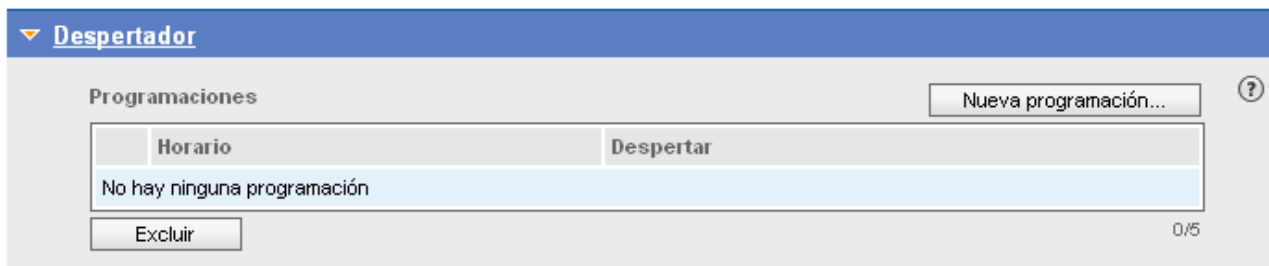 Despertador
Programaciones
Nueva programación...
?
Horario Despertar
No hay ninguna programación
Excluir
0/5